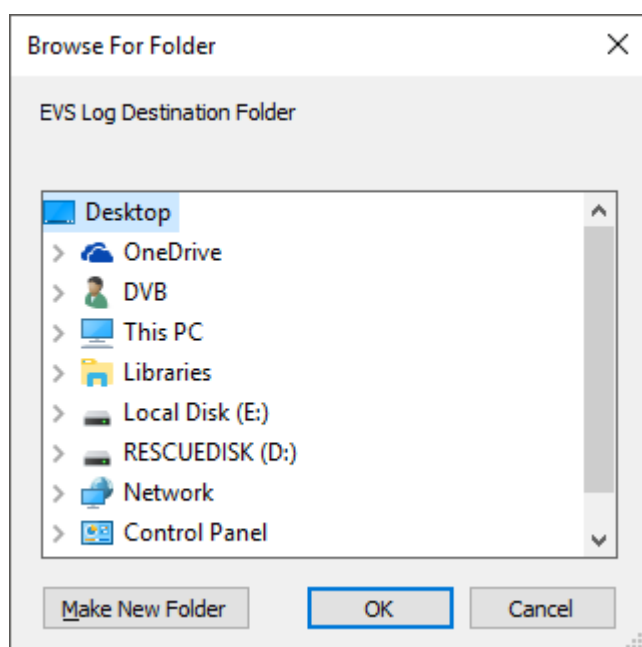 Browse For Folder
EVS Log Destination Folder
Desktop
OneDrive
DVB
This PC
Libraries
Local Disk (E:)
RESCUEDISK (D:)
Network
Control Panel
Make New Folder OK Cancel